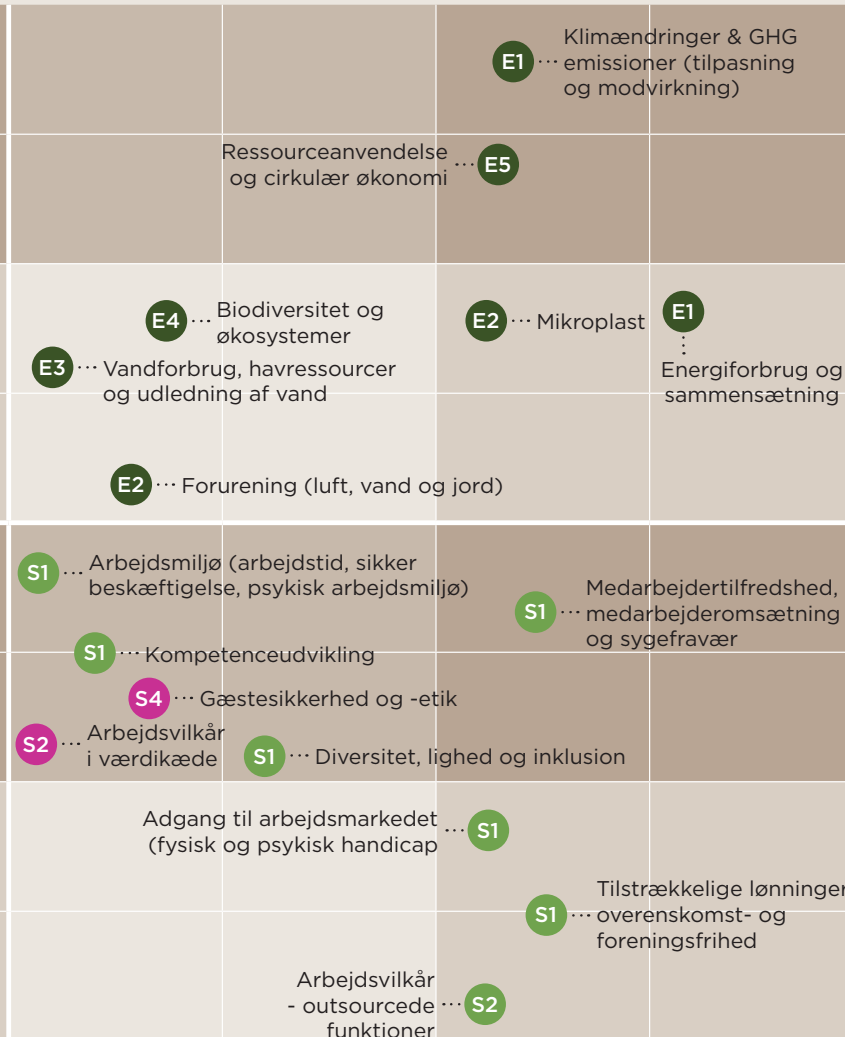 E1
Klimændringer & GHG
emissioner (tilpasning
og modvirkning)
Ressourceanvendelse
og cirkulær økonomi
E5
E4
Biodiversitet og
økosystemer
E2
Mikroplast
E1
Energiforbrug og
sammensætning
E3
Vandforbrug, havressourcer
og udledning af vand
E2
Forurening (luft, vand og jord)
S1
Arbejdsmiljø (arbejdstid, sikker
beskæftigelse, psykisk arbejdsmiljø)
S1
Medarbejdertilfredshed,
medarbejderomsætning
og sygefravær
S1
Kompetenceudvikling
S4
Gæstesikkerhed og -etik
S2
Arbejdsvilkår
i værdikæde
S1
Diversitet, lighed og inklusion
Adgang til arbejdsmarkedet
(fysisk og psykisk handicap
S1
S1
Tilstrækkelige lønninger
overenskomst- og
foreningsfrihed
Arbejdsvilkår
- outsourcede
funktioner
S2